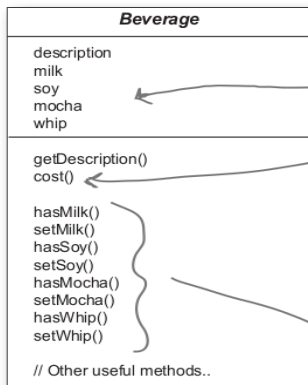 Beverage
description
milk
soy
mocha
whip
getDescription()
cost()
hasMilk()
setMilk()
hasSoy()
setSoy()
hasMocha()
setMocha()
hasWhip()
setWhip()
// Other useful methods..